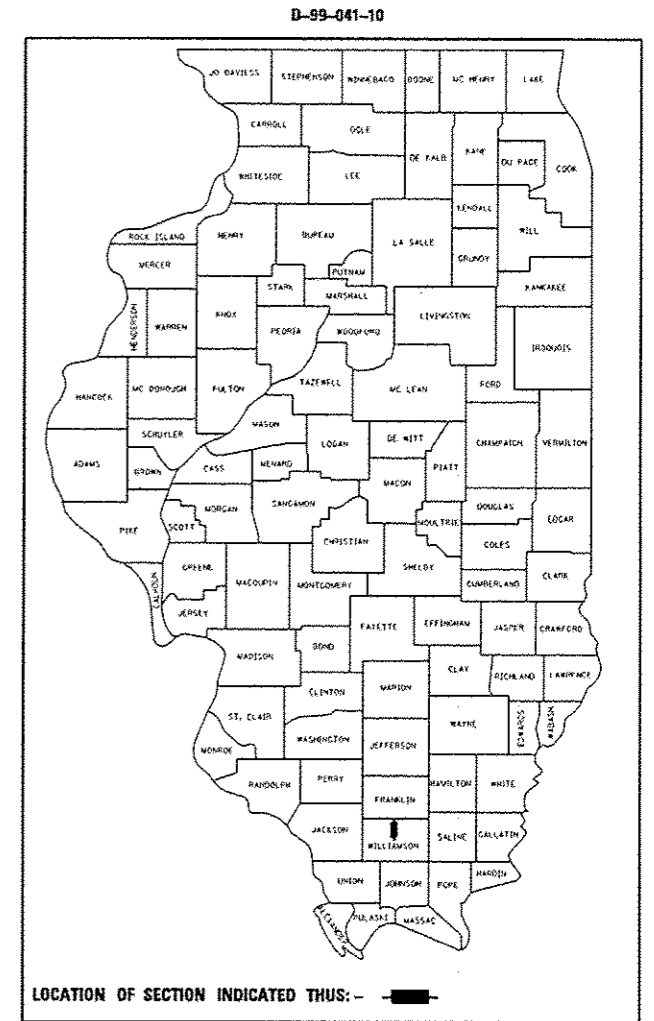 D-99-041-10
JO DAVIESS STEPHENSON WINNEBAGO BOONE MC HENRY LAKE
CARROLL OGLE
DE KALB KANE DU PAGE COOK
WHITESIDE LEE
KENDALL
ROCK ISLAND HENRY BUREAU LA SALLE WILL
MERCER PUTNAM GRUNDY
STARK MARSHALL KANKAKEE
HENDERSON WARREN KNOX PEORIA WOODFORD LIVINGSTON
IROQUOIS
HANCOCK MC DONOUGH FULTON TAZEWELL MC LEAN FORD
MASON
SCHUYLER LOGAN DE WITT CHAMPAIGN VERMILION
ADAMS BROWN CASS MENARD PIATT
MACON
PIKE SCOTT MORGAN SANGAMON MOULTRIE DOUGLAS EDGAR
CHRISTIAN COLES
CALHOUN GREENE MACOUPIN MONTGOMERY SHELBY CUMBERLAND CLARK
JERSEY
FAYETTE EFFINGHAM JASPER CRAWFORD
MADISON BOND
CLAY RICHLAND LAWRENCE
CLINTON MARION
ST. CLAIR WAYNE EDWARDS WABASH
MONROE WASHINGTON JEFFERSON
RANDOLPH PERRY HAMILTON WHITE
FRANKLIN
JACKSON WILLIAMSON SALINE GALLATIN
UNION JOHNSON POPE HARDIN
ALEXANDER PULASKI MASSAC
LOCATION OF SECTION INDICATED THUS:-